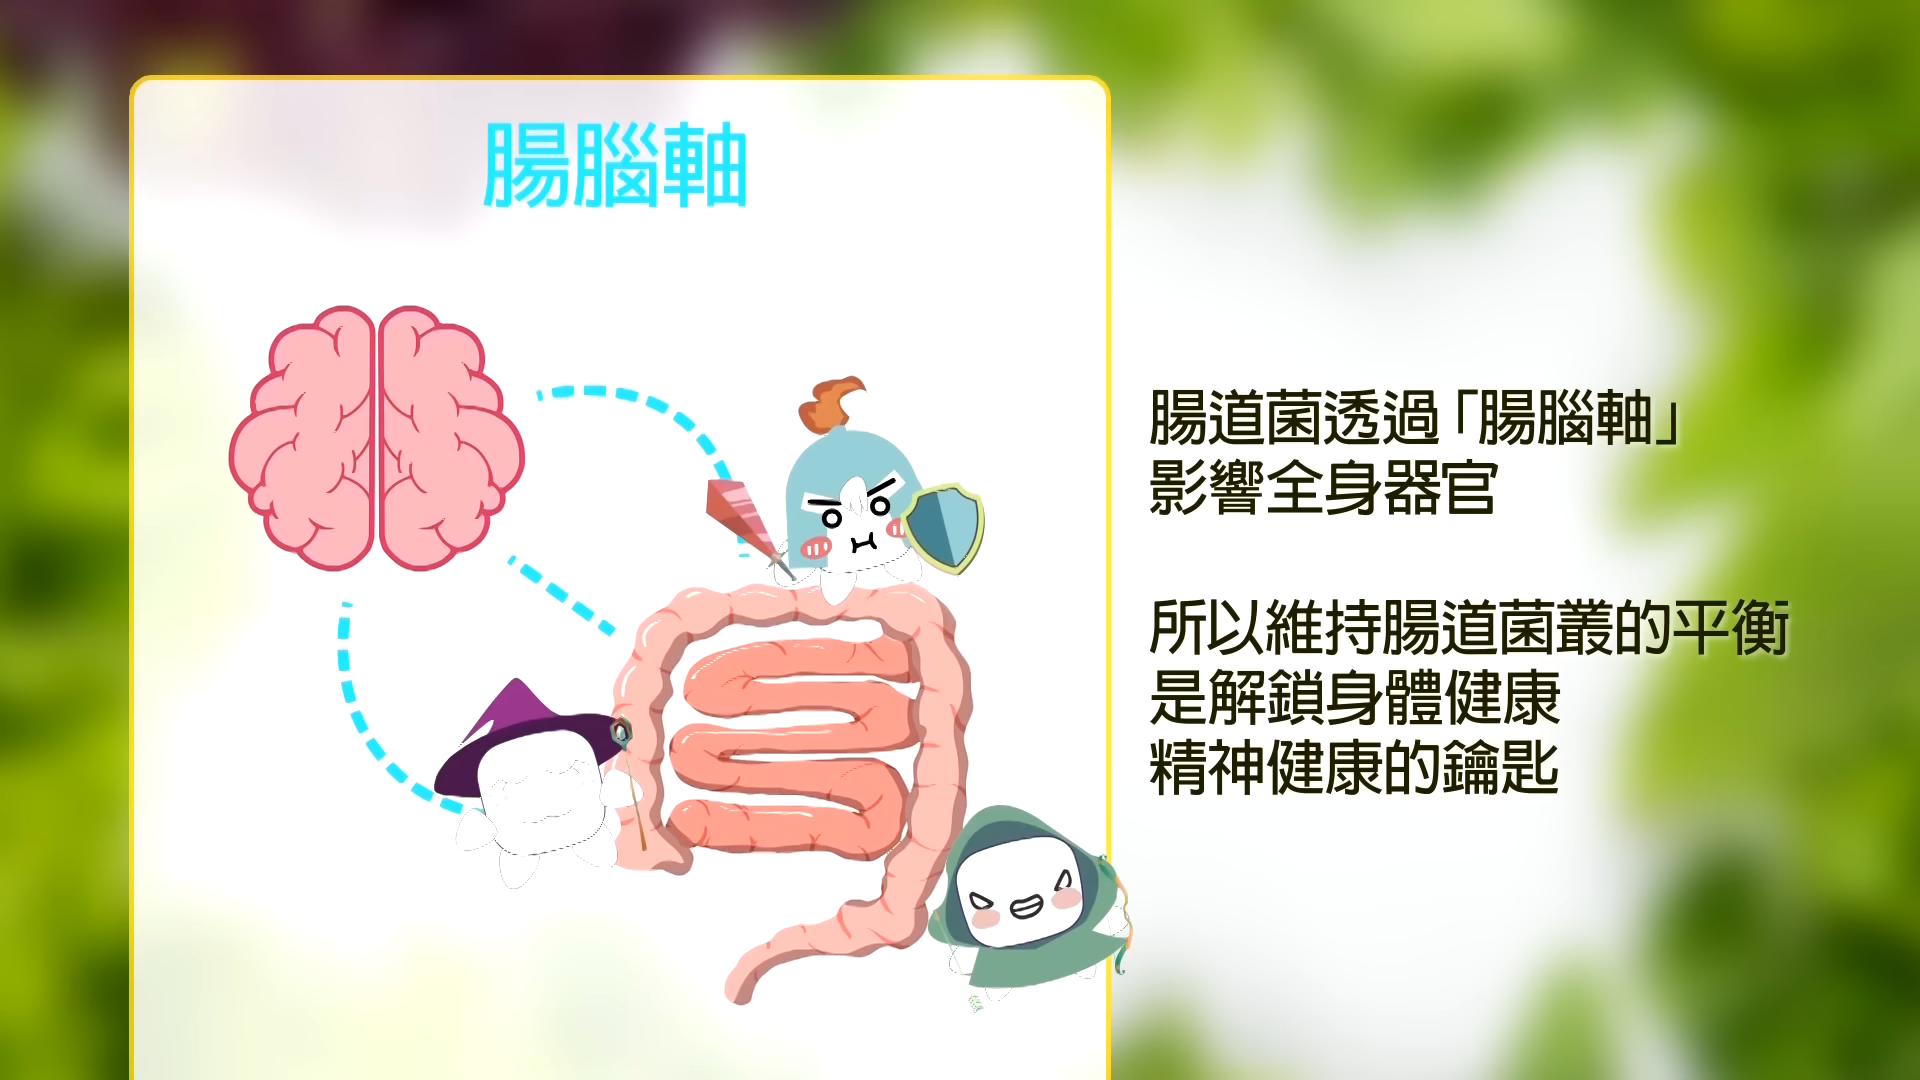 腸腦軸
腸道菌透過「腸腦軸」
影響全身器官
所以維持腸道菌叢的平衡
是解鎖身體健康
精神健康的鑰匙